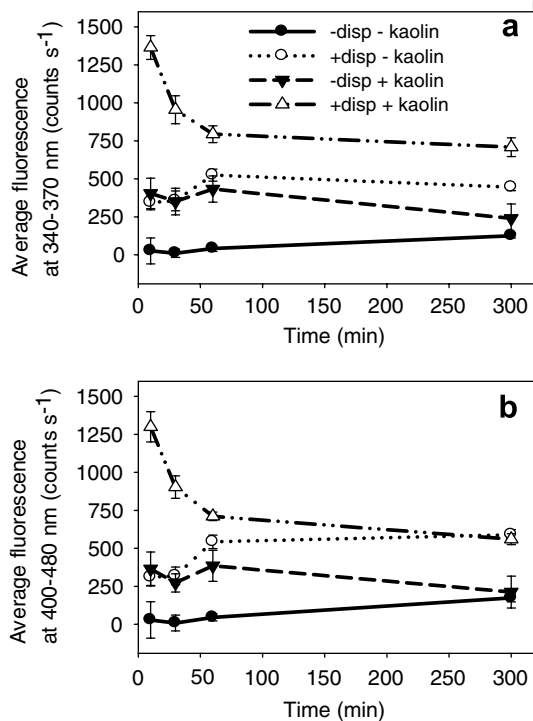 a
-disp - kaolin
+disp - kaolin
-disp + kaolin
+disp + kaolin
Average fluorescence
at 340-370 nm (counts s-1)
1500
1250
1000
750
500
250
0
0 50 100 150 200 250 300
Time (min)
b
Average fluorescence
at 400-480 nm (counts s-1)
1500
1250
1000
750
500
250
0
0 50 100 150 200 250 300
Time (min)